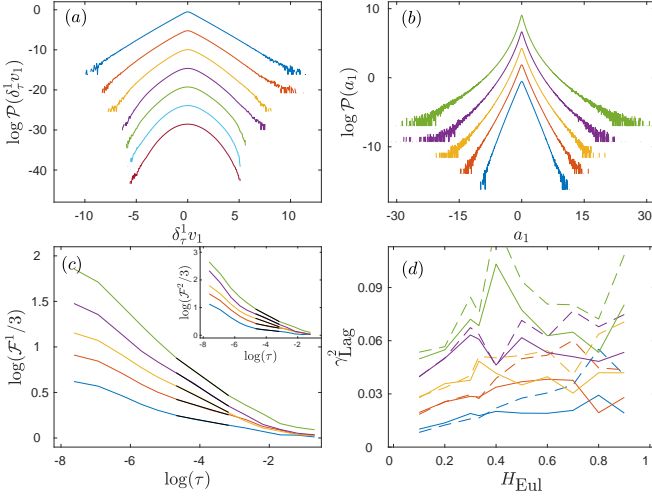 (a)
0
-10
-20
-30
-40
-10 -5 0 5 10
log P(δ¹_τ v₁)
δ¹_τ v₁
(b)
10
0
-10
-30 -15 0 15 30
log P(a₁)
a₁
(c)
2
1.5
1
0.5
0
-8 -6 -4 -2
log(F¹/3)
log(τ)
3
2
1
0
-8 -6 -4 -2 0
log(F²/3)
log(τ)
(d)
0.09
0.06
0.03
0
0 0.2 0.4 0.6 0.8 1
γ²_Lag
H_Eul